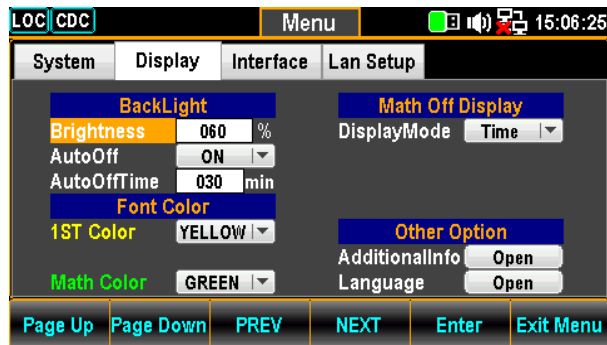 LOC CDC Menu 15:06:25
System Display Interface Lan Setup
BackLight
Brightness 060 %
AutoOff ON
AutoOffTime 030 min
Font Color
1ST Color YELLOW
Math Color GREEN
Math Off Display
DisplayMode Time
Other Option
AdditionalInfo Open
Language Open
Page Up Page Down PREV NEXT Enter Exit Menu